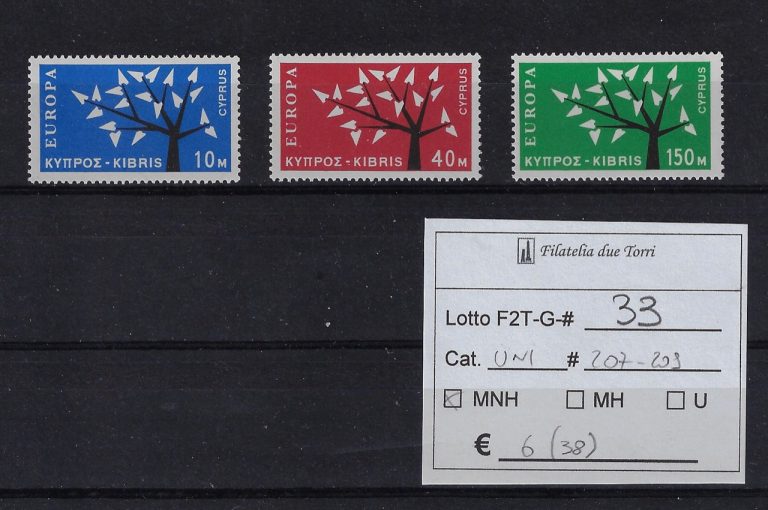 EUROPA
CYPRUS
ΚΥΠΡΟΣ - KIBRIS 10 M
EUROPA
CYPRUS
ΚΥΠΡΟΣ - KIBRIS 40 M
EUROPA
CYPRUS
ΚΥΠΡΟΣ - KIBRIS 150 M
Filatelia due Torri
Lotto F2T-G-# 33
Cat. UNI # 207-209
MNH MH U
€ 6 (38)